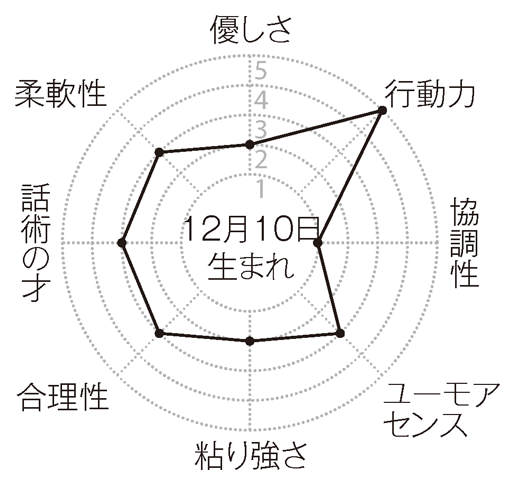 優しさ
行動力
協調性
ユーモア
センス
粘り強さ
合理性
話術の才
柔軟性
5
4
3
2
1
12月10日
生まれ